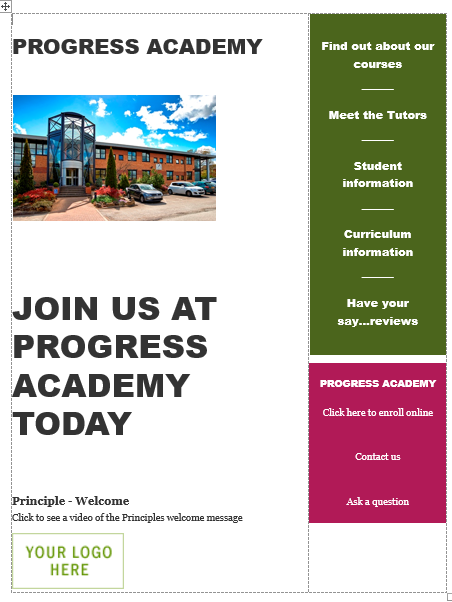 PROGRESS ACADEMY
JOIN US AT
PROGRESS
ACADEMY
TODAY
Principle - Welcome
Click to see a video of the Principles welcome message
YOUR LOGO
HERE
Find out about our
courses
Meet the Tutors
Student
information
Curriculum
information
Have your
say...reviews
PROGRESS ACADEMY
Click here to enroll online
Contact us
Ask a question